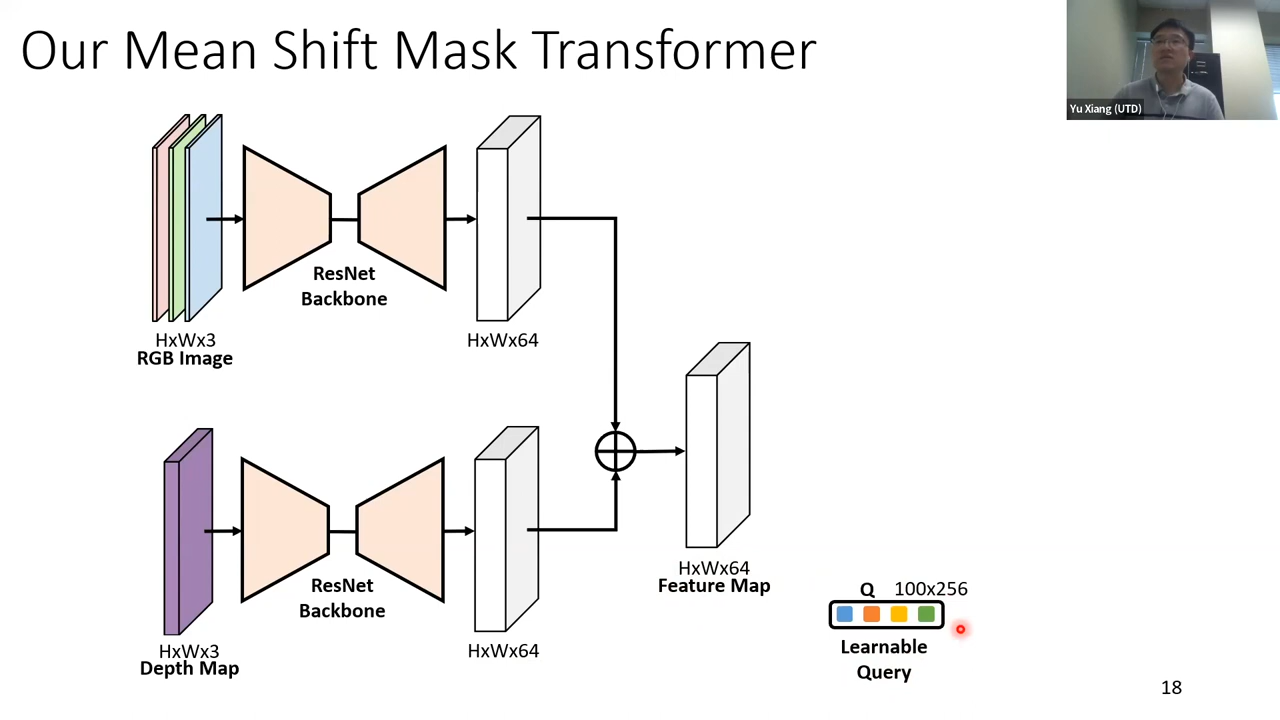 Our Mean Shift Mask Transformer
Yu Xiang (UTD)
ResNet
Backbone
HxWx3
RGB Image
HxWx64
ResNet
Backbone
HxWx3
Depth Map
HxWx64
HxWx64
Feature Map
Q 100x256
Learnable
Query
18